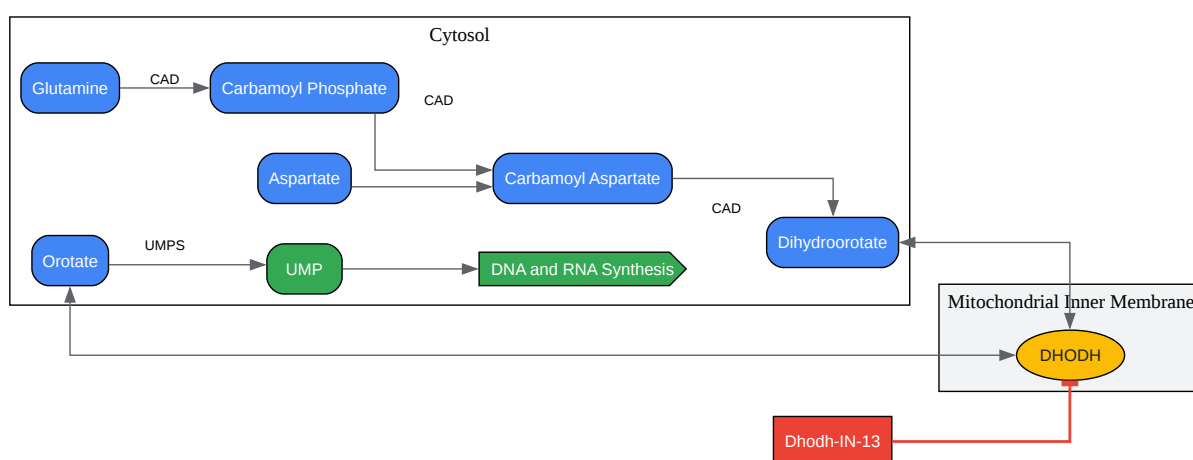 Cytosol
Glutamine
CAD
Carbamoyl Phosphate
CAD
Aspartate
Carbamoyl Aspartate
CAD
Dihydroorotate
Orotate
UMPS
UMP
DNA and RNA Synthesis
Mitochondrial Inner Membrane
DHODH
Dhodh-IN-13